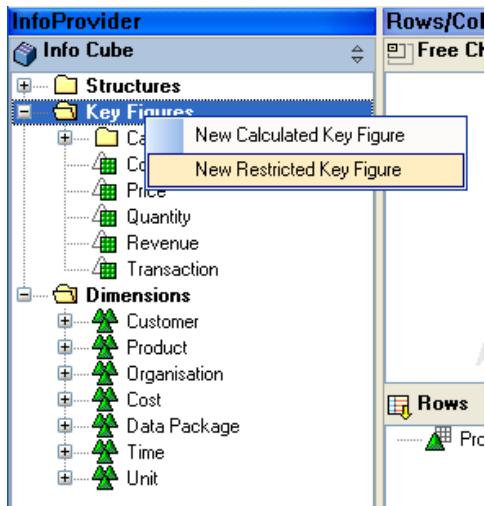 InfoProvider
Rows/Col
Info Cube
Free Ch
Structures
Key Figures
New Calculated Key Figure
New Restricted Key Figure
Price
Quantity
Revenue
Transaction
Dimensions
Customer
Product
Organisation
Cost
Data Package
Time
Unit
Rows
Pro